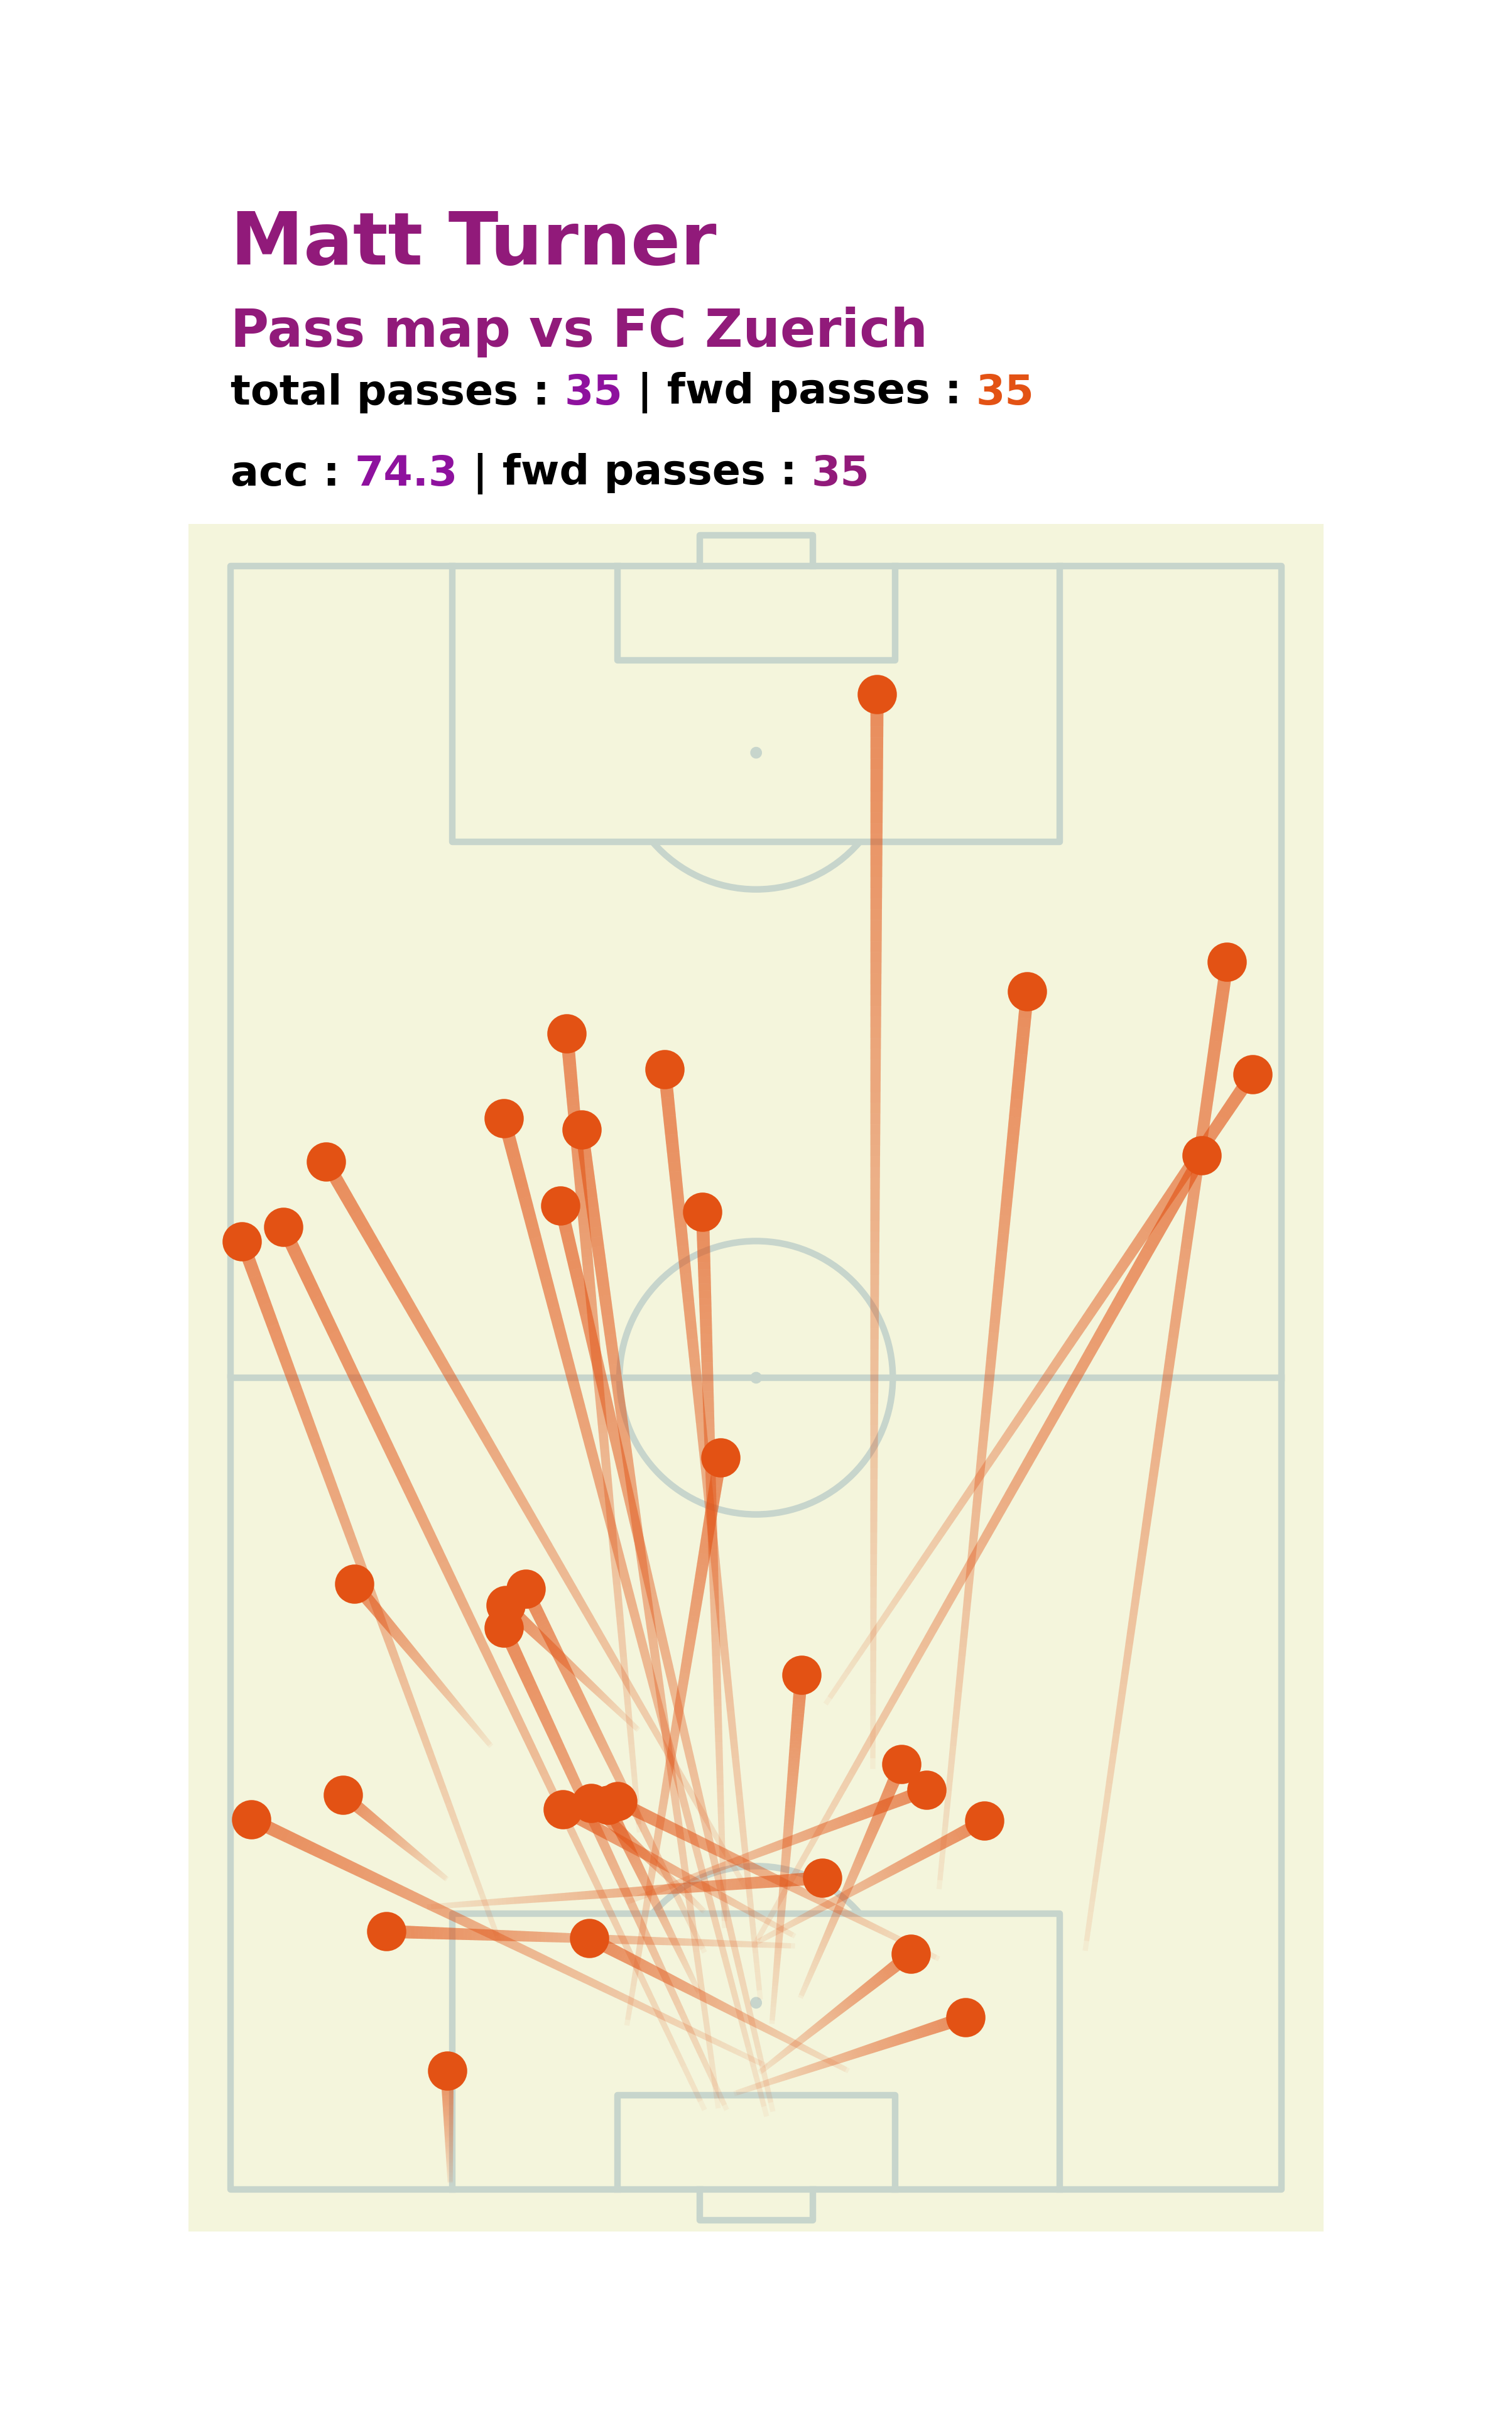 Matt Turner
Pass map vs FC Zuerich
total passes : 35 | fwd passes : 35
acc : 74.3 | fwd passes : 35